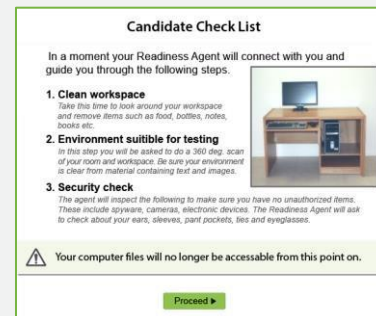 Candidate Check List
In a moment your Readiness Agent will connect with you and
guide you through the following steps.
1. Clean workspace
Take this time to look around your workspace
and remove items such as food, bottles, notes,
books etc.
2. Environment suitible for testing
In this step you will be asked to do a 360 deg. scan
of your room and workspace. Be sure your environment
is clear from material containing text and images.
3. Security check
The agent will inspect the following to make sure you have no unauthorized items.
These include spyware, cameras, electronic devices. The Readiness Agent will ask
to check about your ears, sleeves, pant pockets, ties and eyeglasses.
Your computer files will no longer be accessable from this point on.
Proceed